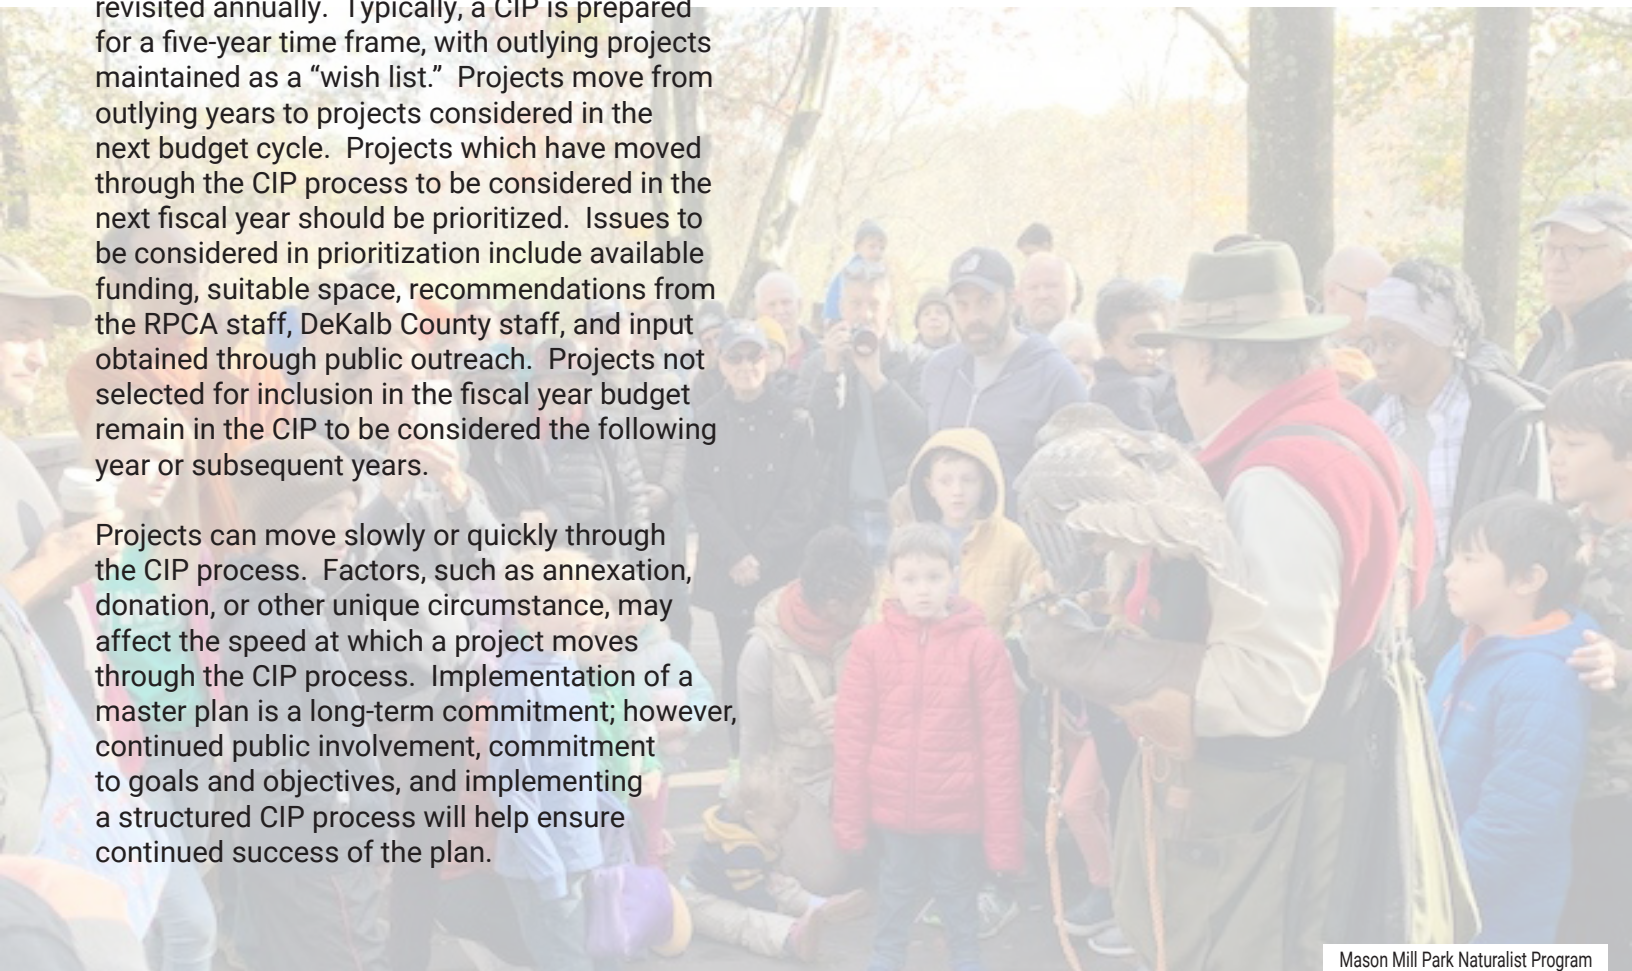 revisited annually.  Typically, a CIP is prepared
for a five-year time frame, with outlying projects
maintained as a “wish list.”  Projects move from
outlying years to projects considered in the
next budget cycle.  Projects which have moved
through the CIP process to be considered in the
next fiscal year should be prioritized.  Issues to
be considered in prioritization include available
funding, suitable space, recommendations from
the RPCA staff, DeKalb County staff, and input
obtained through public outreach.  Projects not
selected for inclusion in the fiscal year budget
remain in the CIP to be considered the following
year or subsequent years.

Projects can move slowly or quickly through
the CIP process.  Factors, such as annexation,
donation, or other unique circumstance, may
affect the speed at which a project moves
through the CIP process.  Implementation of a
master plan is a long-term commitment; however,
continued public involvement, commitment
to goals and objectives, and implementing
a structured CIP process will help ensure
continued success of the plan.
Mason Mill Park Naturalist Program